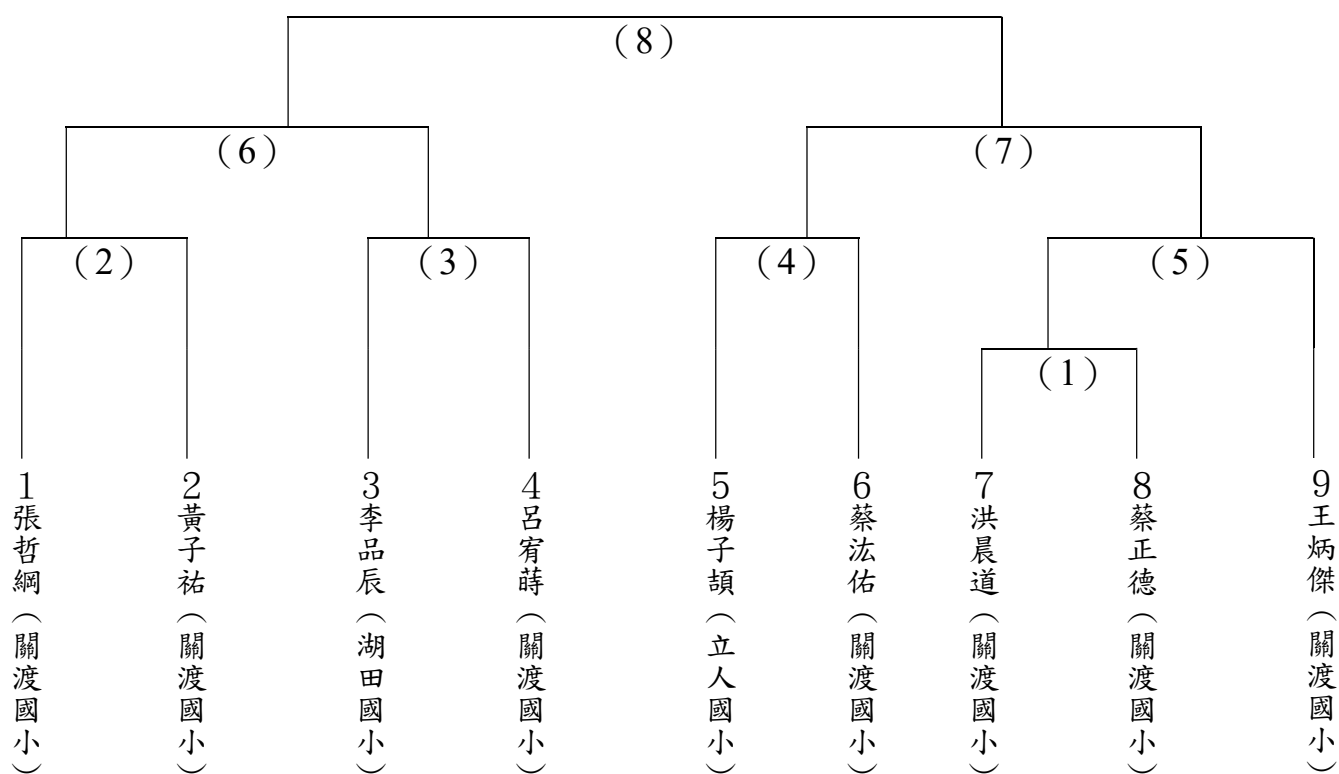 (8)
(6)
(7)
(2)
(3)
(4)
(5)
(1)
1張哲綱(關渡國小)
2黃子祐(關渡國小)
3李品辰(湖田國小)
4呂宥蒔(關渡國小)
5楊子頡(立人國小)
6蔡汯佑(關渡國小)
7洪晨道(關渡國小)
8蔡正德(關渡國小)
9王炳傑(關渡國小)